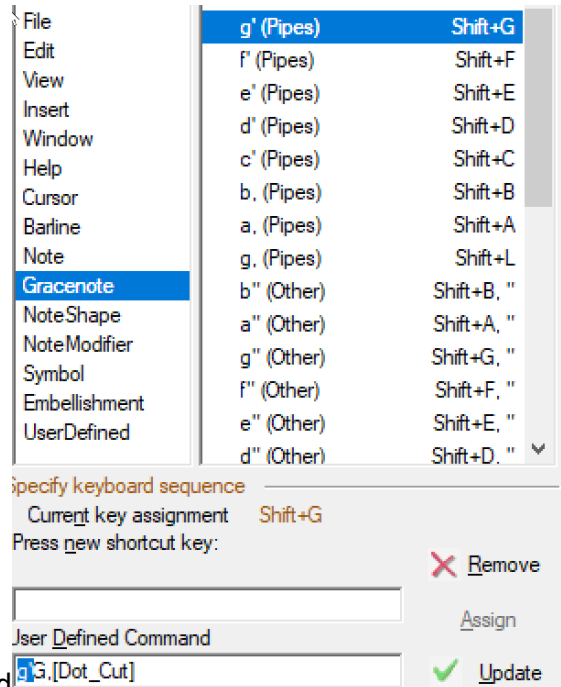 File
Edit
View
Insert
Window
Help
Cursor
Barline
Note
Gracenote
NoteShape
NoteModifier
Symbol
Embellishment
UserDefined
g' (Pipes) Shift+G
f' (Pipes) Shift+F
e' (Pipes) Shift+E
d' (Pipes) Shift+D
c' (Pipes) Shift+C
b, (Pipes) Shift+B
a, (Pipes) Shift+A
g, (Pipes) Shift+L
b" (Other) Shift+B, "
a" (Other) Shift+A, "
g" (Other) Shift+G, "
f" (Other) Shift+F, "
e" (Other) Shift+E, "
d" (Other) Shift+D, "
Specify keyboard sequence
Current key assignment Shift+G
Press new shortcut key:
Remove
Assign
User Defined Command
g'G,[Dot_Cut]
Update